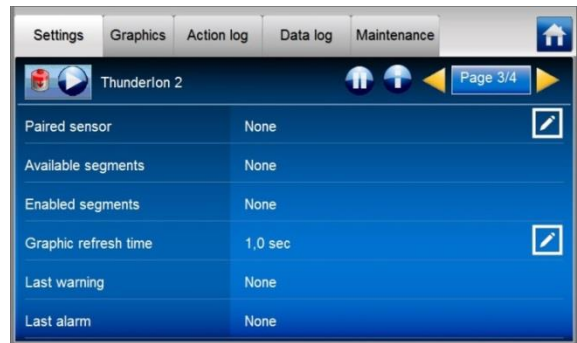 Settings Graphics Action log Data log Maintenance
ThunderIon 2 Page 3/4
Paired sensor None
Available segments None
Enabled segments None
Graphic refresh time 1,0 sec
Last warning None
Last alarm None